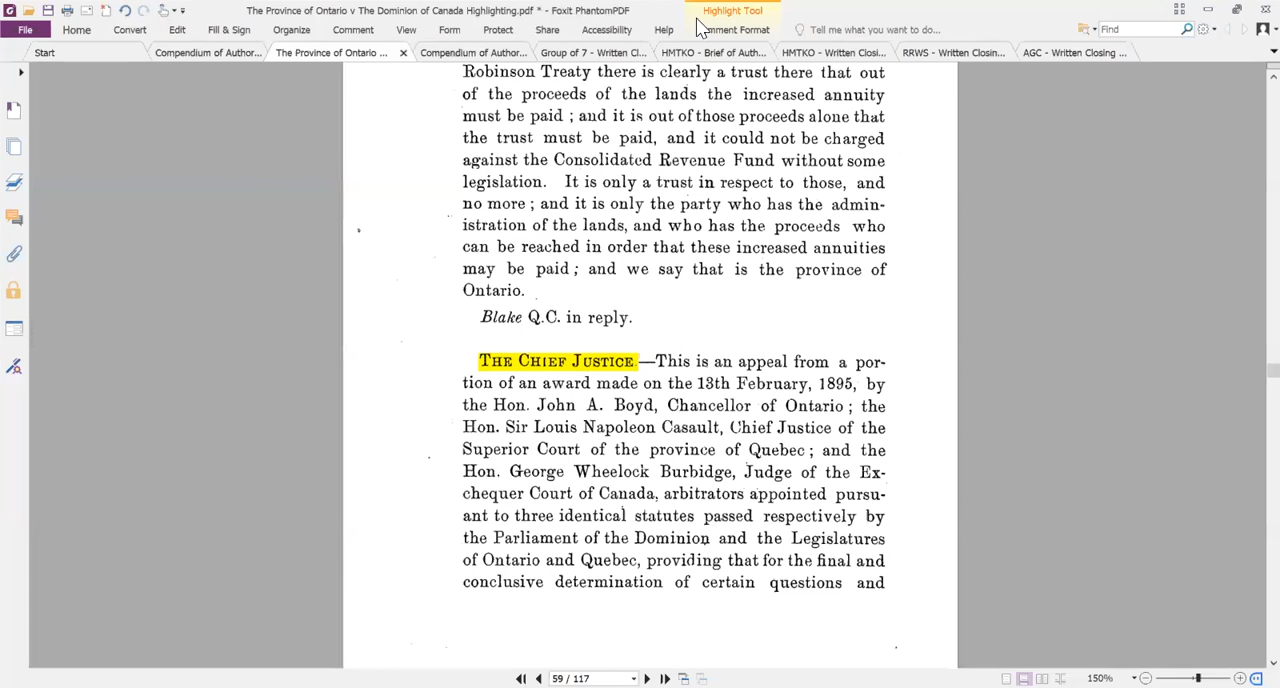 The Province of Ontario v The Dominion of Canada Highlighting.pdf * - Foxit PhantomPDF
Highlight Tool
File Home Convert Edit Fill & Sign Organize Comment View Form Protect Share Accessibility Help Comment Format Tell me what you want to do... Find
Start Compendium of Author... The Province of Ontario ... Compendium of Author... Group of 7 - Written Cl... HMTKO - Brief of Auth... HMTKO - Written Closi... RRWS - Written Closin... AGC - Written Closing ...
Robinson Treaty there is clearly a trust there that out
of the proceeds of the lands the increased annuity
must be paid ; and it is out of those proceeds alone that
the trust must be paid, and it could not be charged
against the Consolidated Revenue Fund without some
legislation. It is only a trust in respect to those, and
no more ; and it is only the party who has the admin-
istration of the lands, and who has the proceeds who
can be reached in order that these increased annuities
may be paid ; and we say that is the province of
Ontario.
Blake Q.C. in reply.
THE CHIEF JUSTICE.—This is an appeal from a por-
tion of an award made on the 13th February, 1895, by
the Hon. John A. Boyd, Chancellor of Ontario ; the
Hon. Sir Louis Napoleon Casault, Chief Justice of the
Superior Court of the province of Quebec ; and the
Hon. George Wheelock Burbidge, Judge of the Ex-
chequer Court of Canada, arbitrators appointed pursu-
ant to three identical statutes passed respectively by
the Parliament of the Dominion and the Legislatures
of Ontario and Quebec, providing that for the final and
conclusive determination of certain questions and
59 / 117
150%